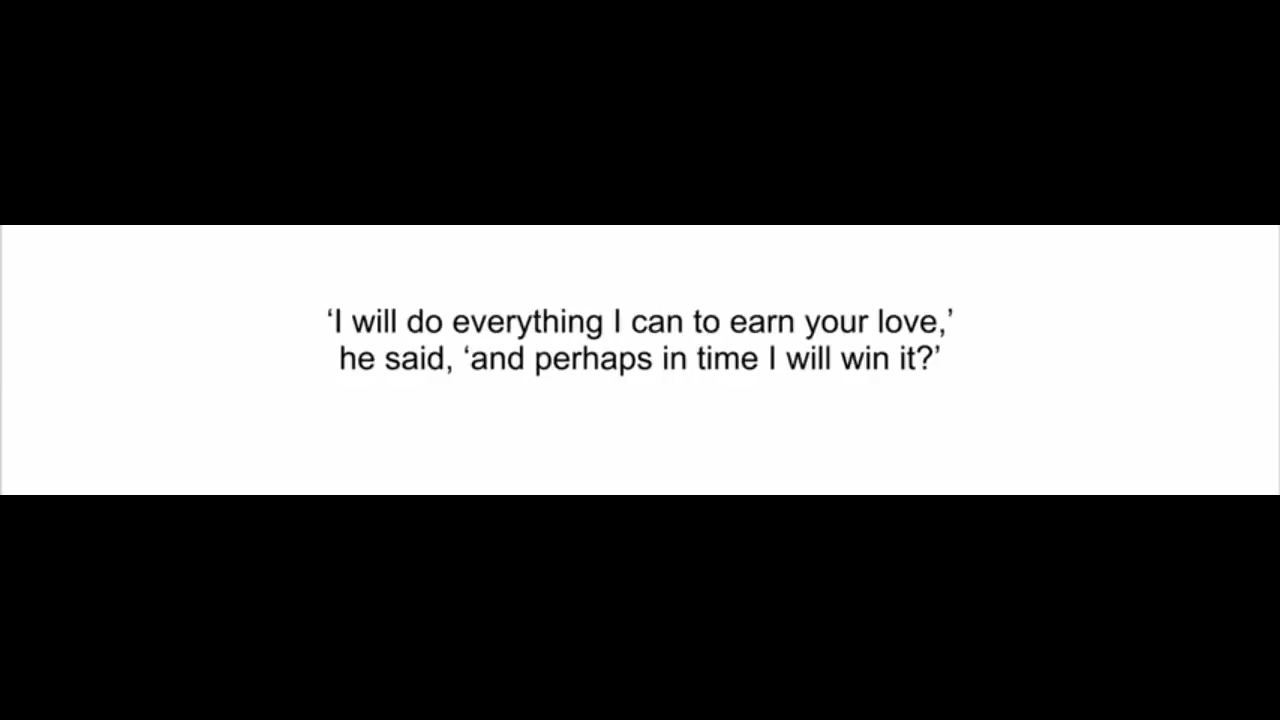 ‘I will do everything I can to earn your love,’
he said, ‘and perhaps in time I will win it?’